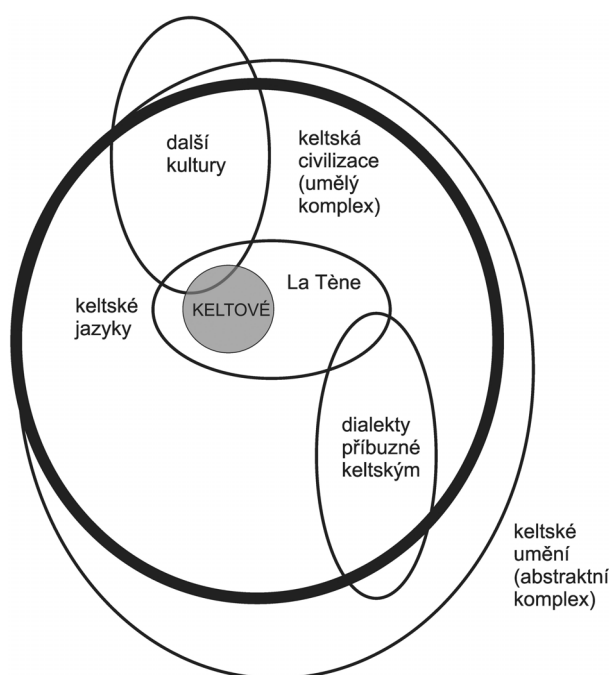 další
kultury
keltská
civilizace
(umělý
komplex)
La Tène
keltské
jazyky
KELTOVÉ
dialekty
příbuzné
keltským
keltské
umění
(abstraktní
komplex)